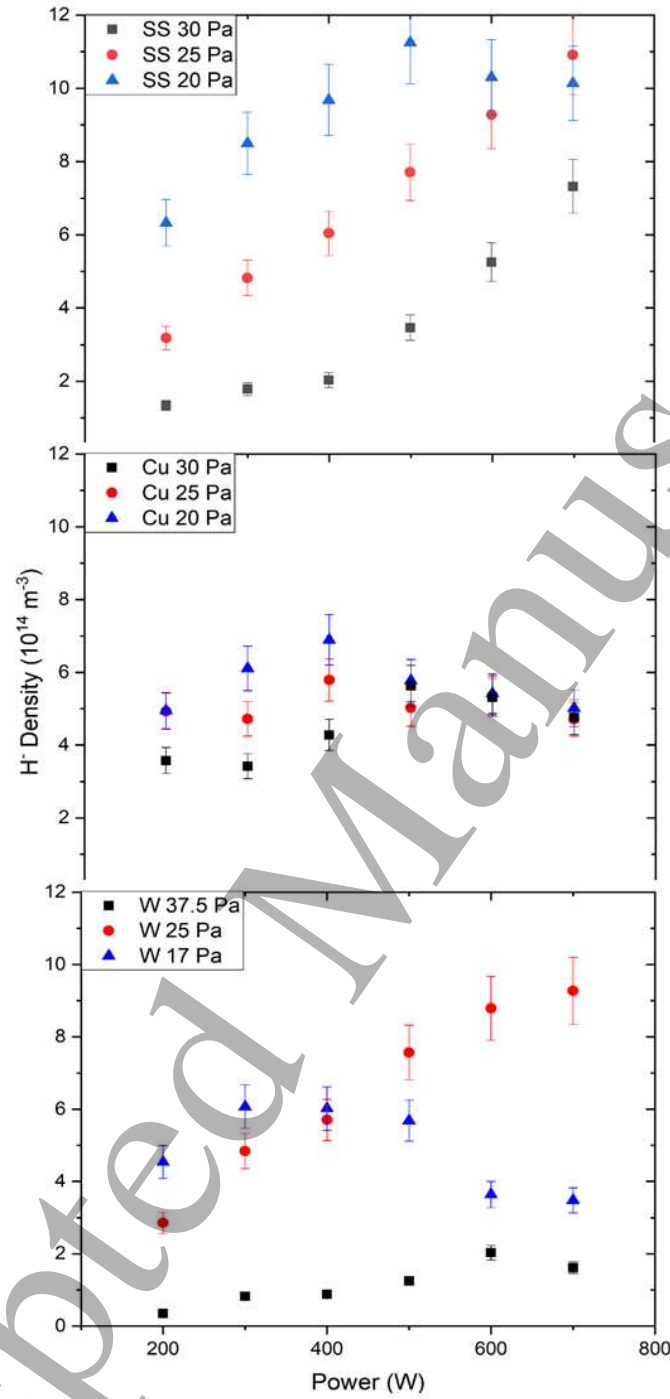 12
SS 30 Pa
SS 25 Pa
SS 20 Pa
10
8
6
4
2
12
Cu 30 Pa
Cu 25 Pa
Cu 20 Pa
10
8
6
4
2
H⁻ Density (10¹⁴ m⁻³)
12
W 37.5 Pa
W 25 Pa
W 17 Pa
10
8
6
4
2
0
200 400 600 800
Power (W)
pted Manus